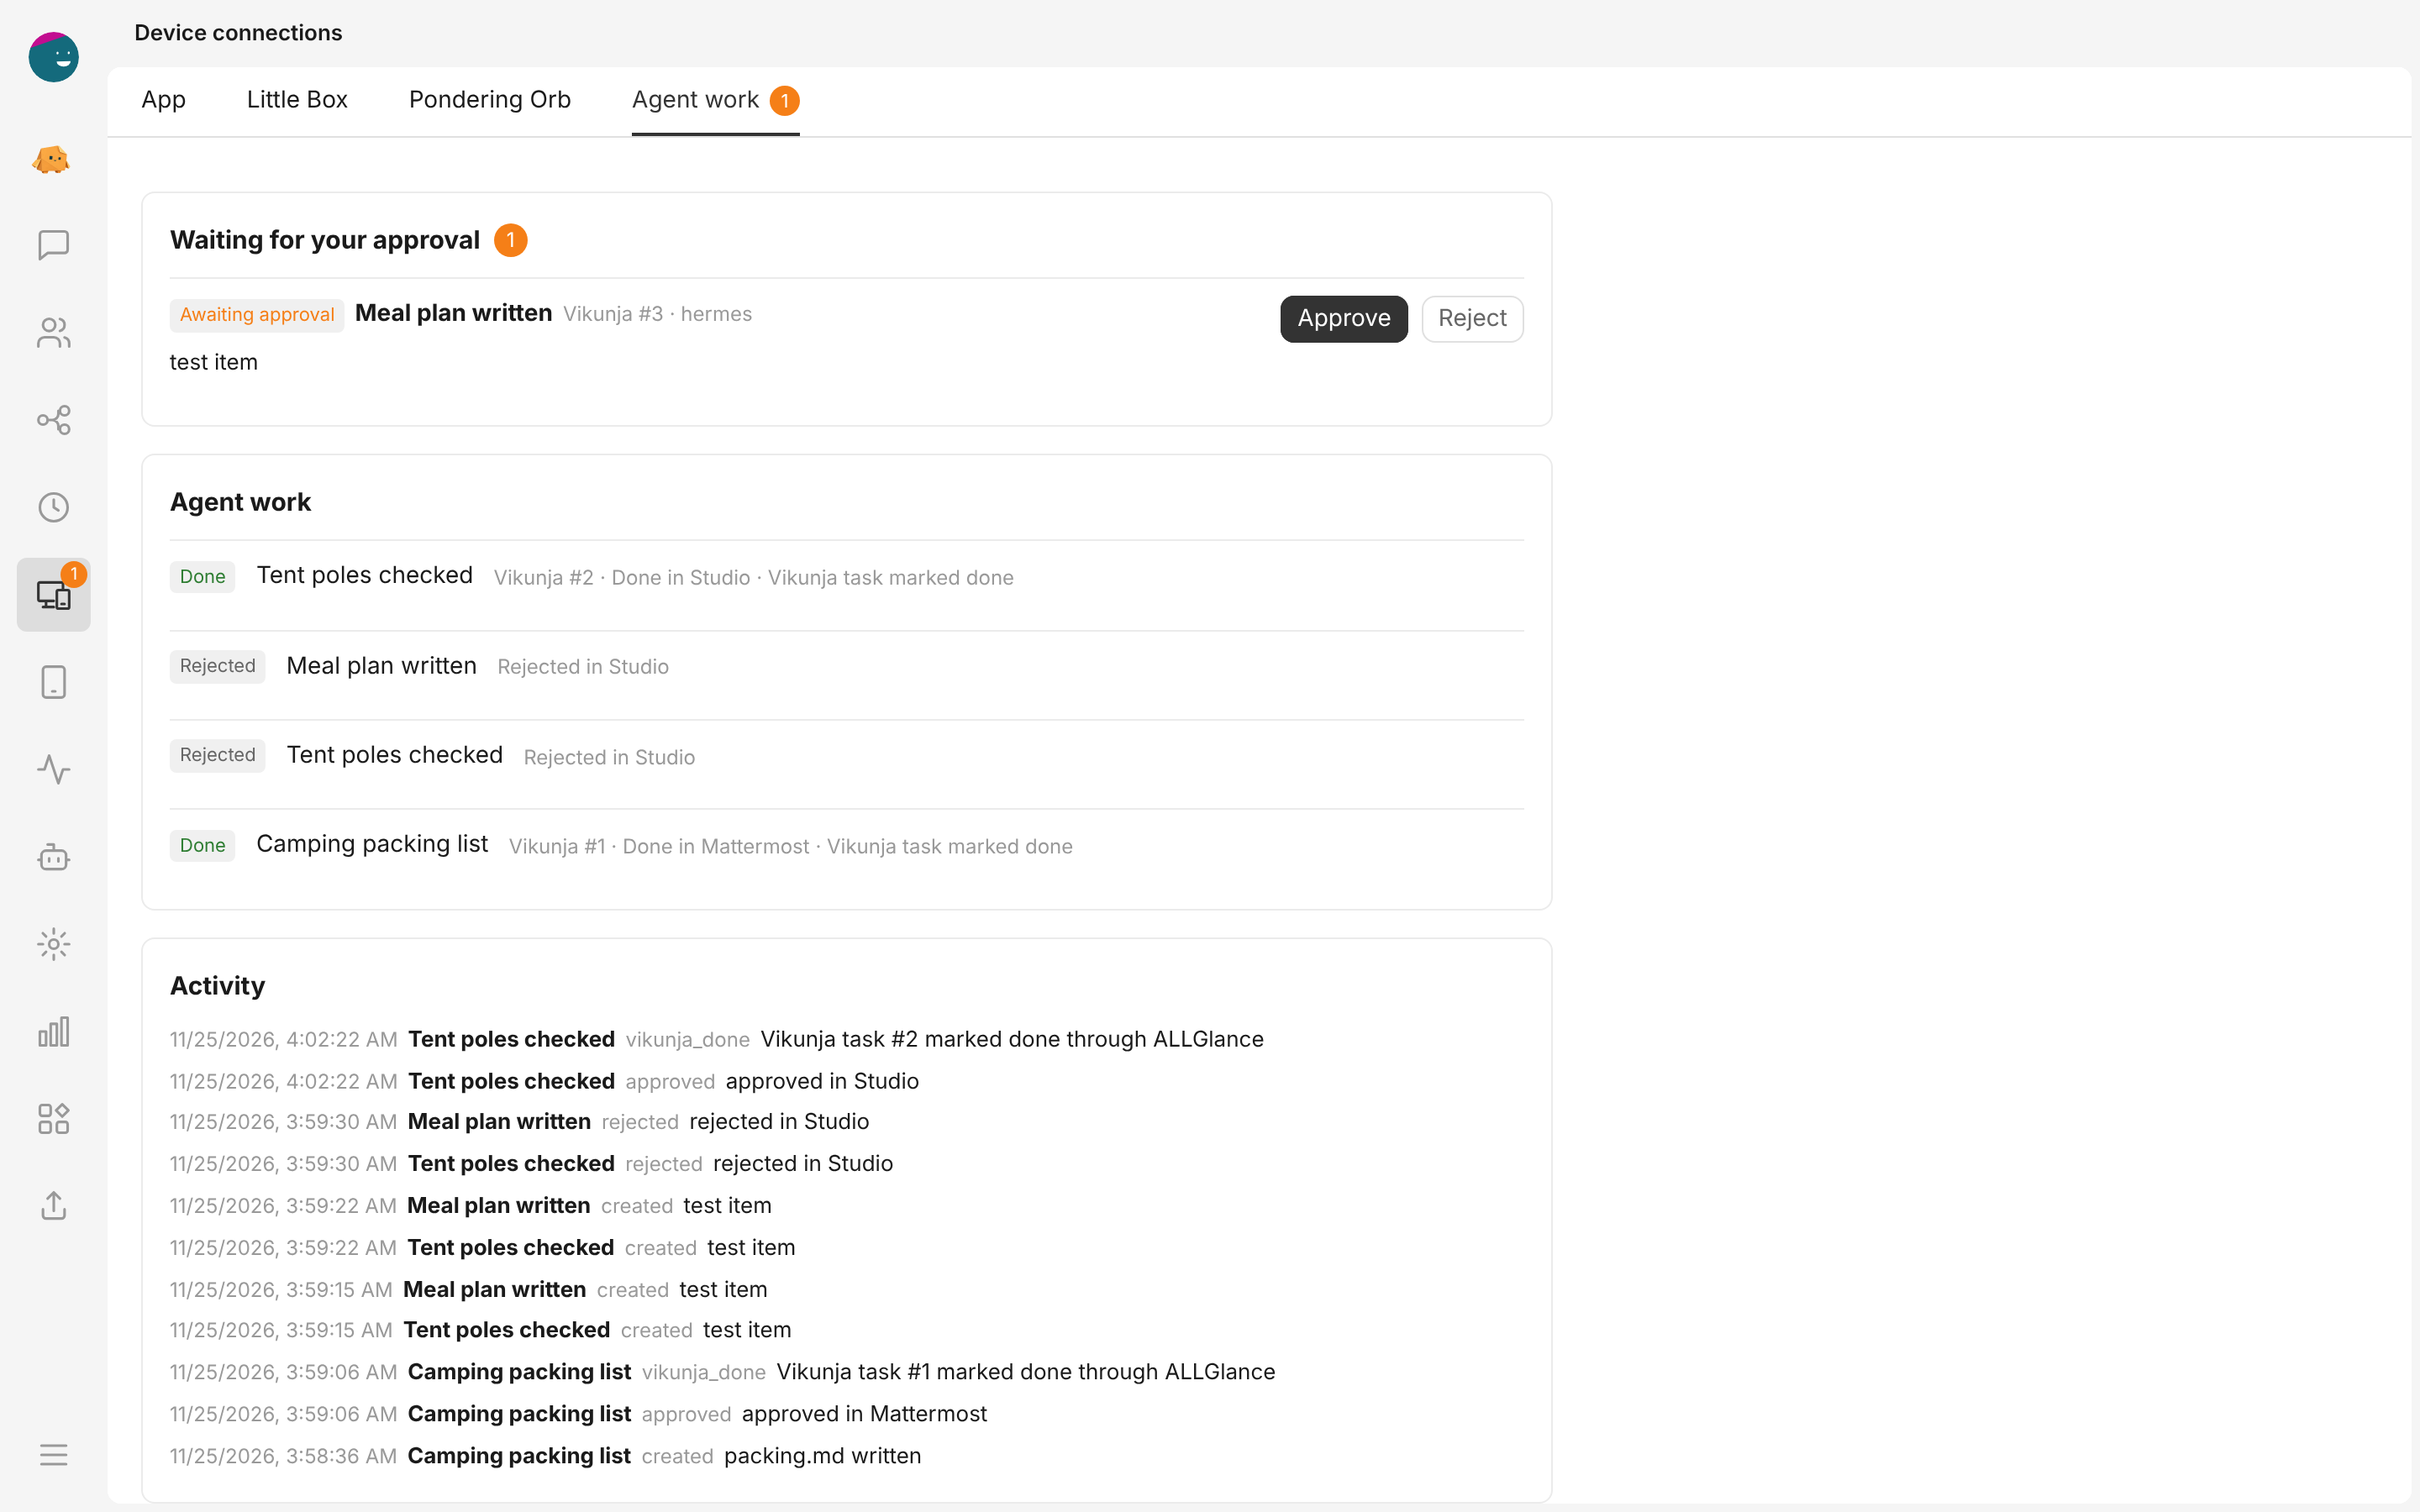 Device connections
App
Little Box
Pondering Orb
Agent work 1
Waiting for your approval 1
Awaiting approval Meal plan written Vikunja #3 · hermes
Approve
Reject
test item
Agent work
Done Tent poles checked Vikunja #2 · Done in Studio · Vikunja task marked done
1
Rejected Meal plan written Rejected in Studio
Rejected Tent poles checked Rejected in Studio
Done Camping packing list Vikunja #1 · Done in Mattermost · Vikunja task marked done
Activity
11/25/2026, 4:02:22 AM Tent poles checked vikunja_done Vikunja task #2 marked done through ALLGlance
11/25/2026, 4:02:22 AM Tent poles checked approved approved in Studio
11/25/2026, 3:59:30 AM Meal plan written rejected rejected in Studio
11/25/2026, 3:59:30 AM Tent poles checked rejected rejected in Studio
11/25/2026, 3:59:22 AM Meal plan written created test item
11/25/2026, 3:59:22 AM Tent poles checked created test item
11/25/2026, 3:59:15 AM Meal plan written created test item
11/25/2026, 3:59:15 AM Tent poles checked created test item
11/25/2026, 3:59:06 AM Camping packing list vikunja_done Vikunja task #1 marked done through ALLGlance
11/25/2026, 3:59:06 AM Camping packing list approved approved in Mattermost
11/25/2026, 3:58:36 AM Camping packing list created packing.md written